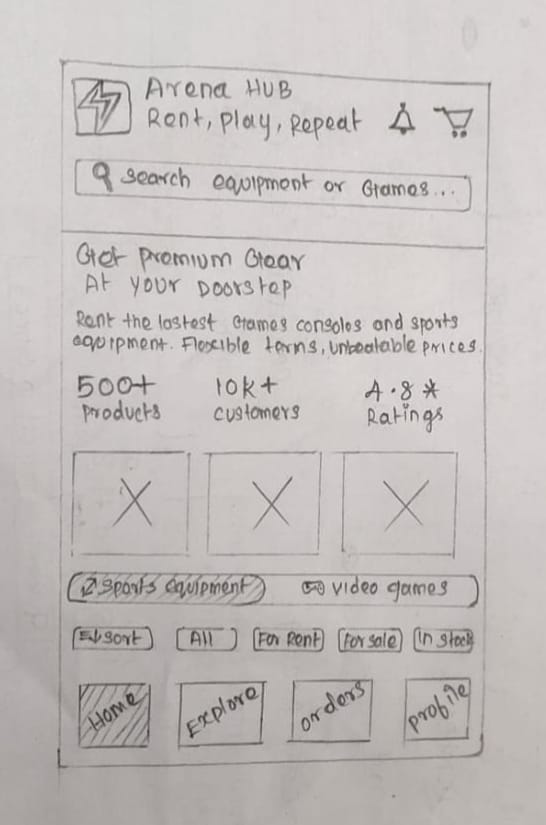 Arena HUB
Rent, Play, Repeat
Search equipment or Games...
Get Premium Gear
At your Doorstep
Rent the lastest Games consoles and sports
equipment. Flexible terms, unbeatable prices.
500+ 10k+ 4.8*
Products customers Ratings
Sports equipment video games
Sort All For Rent For sale In stock
Home Explore orders profile